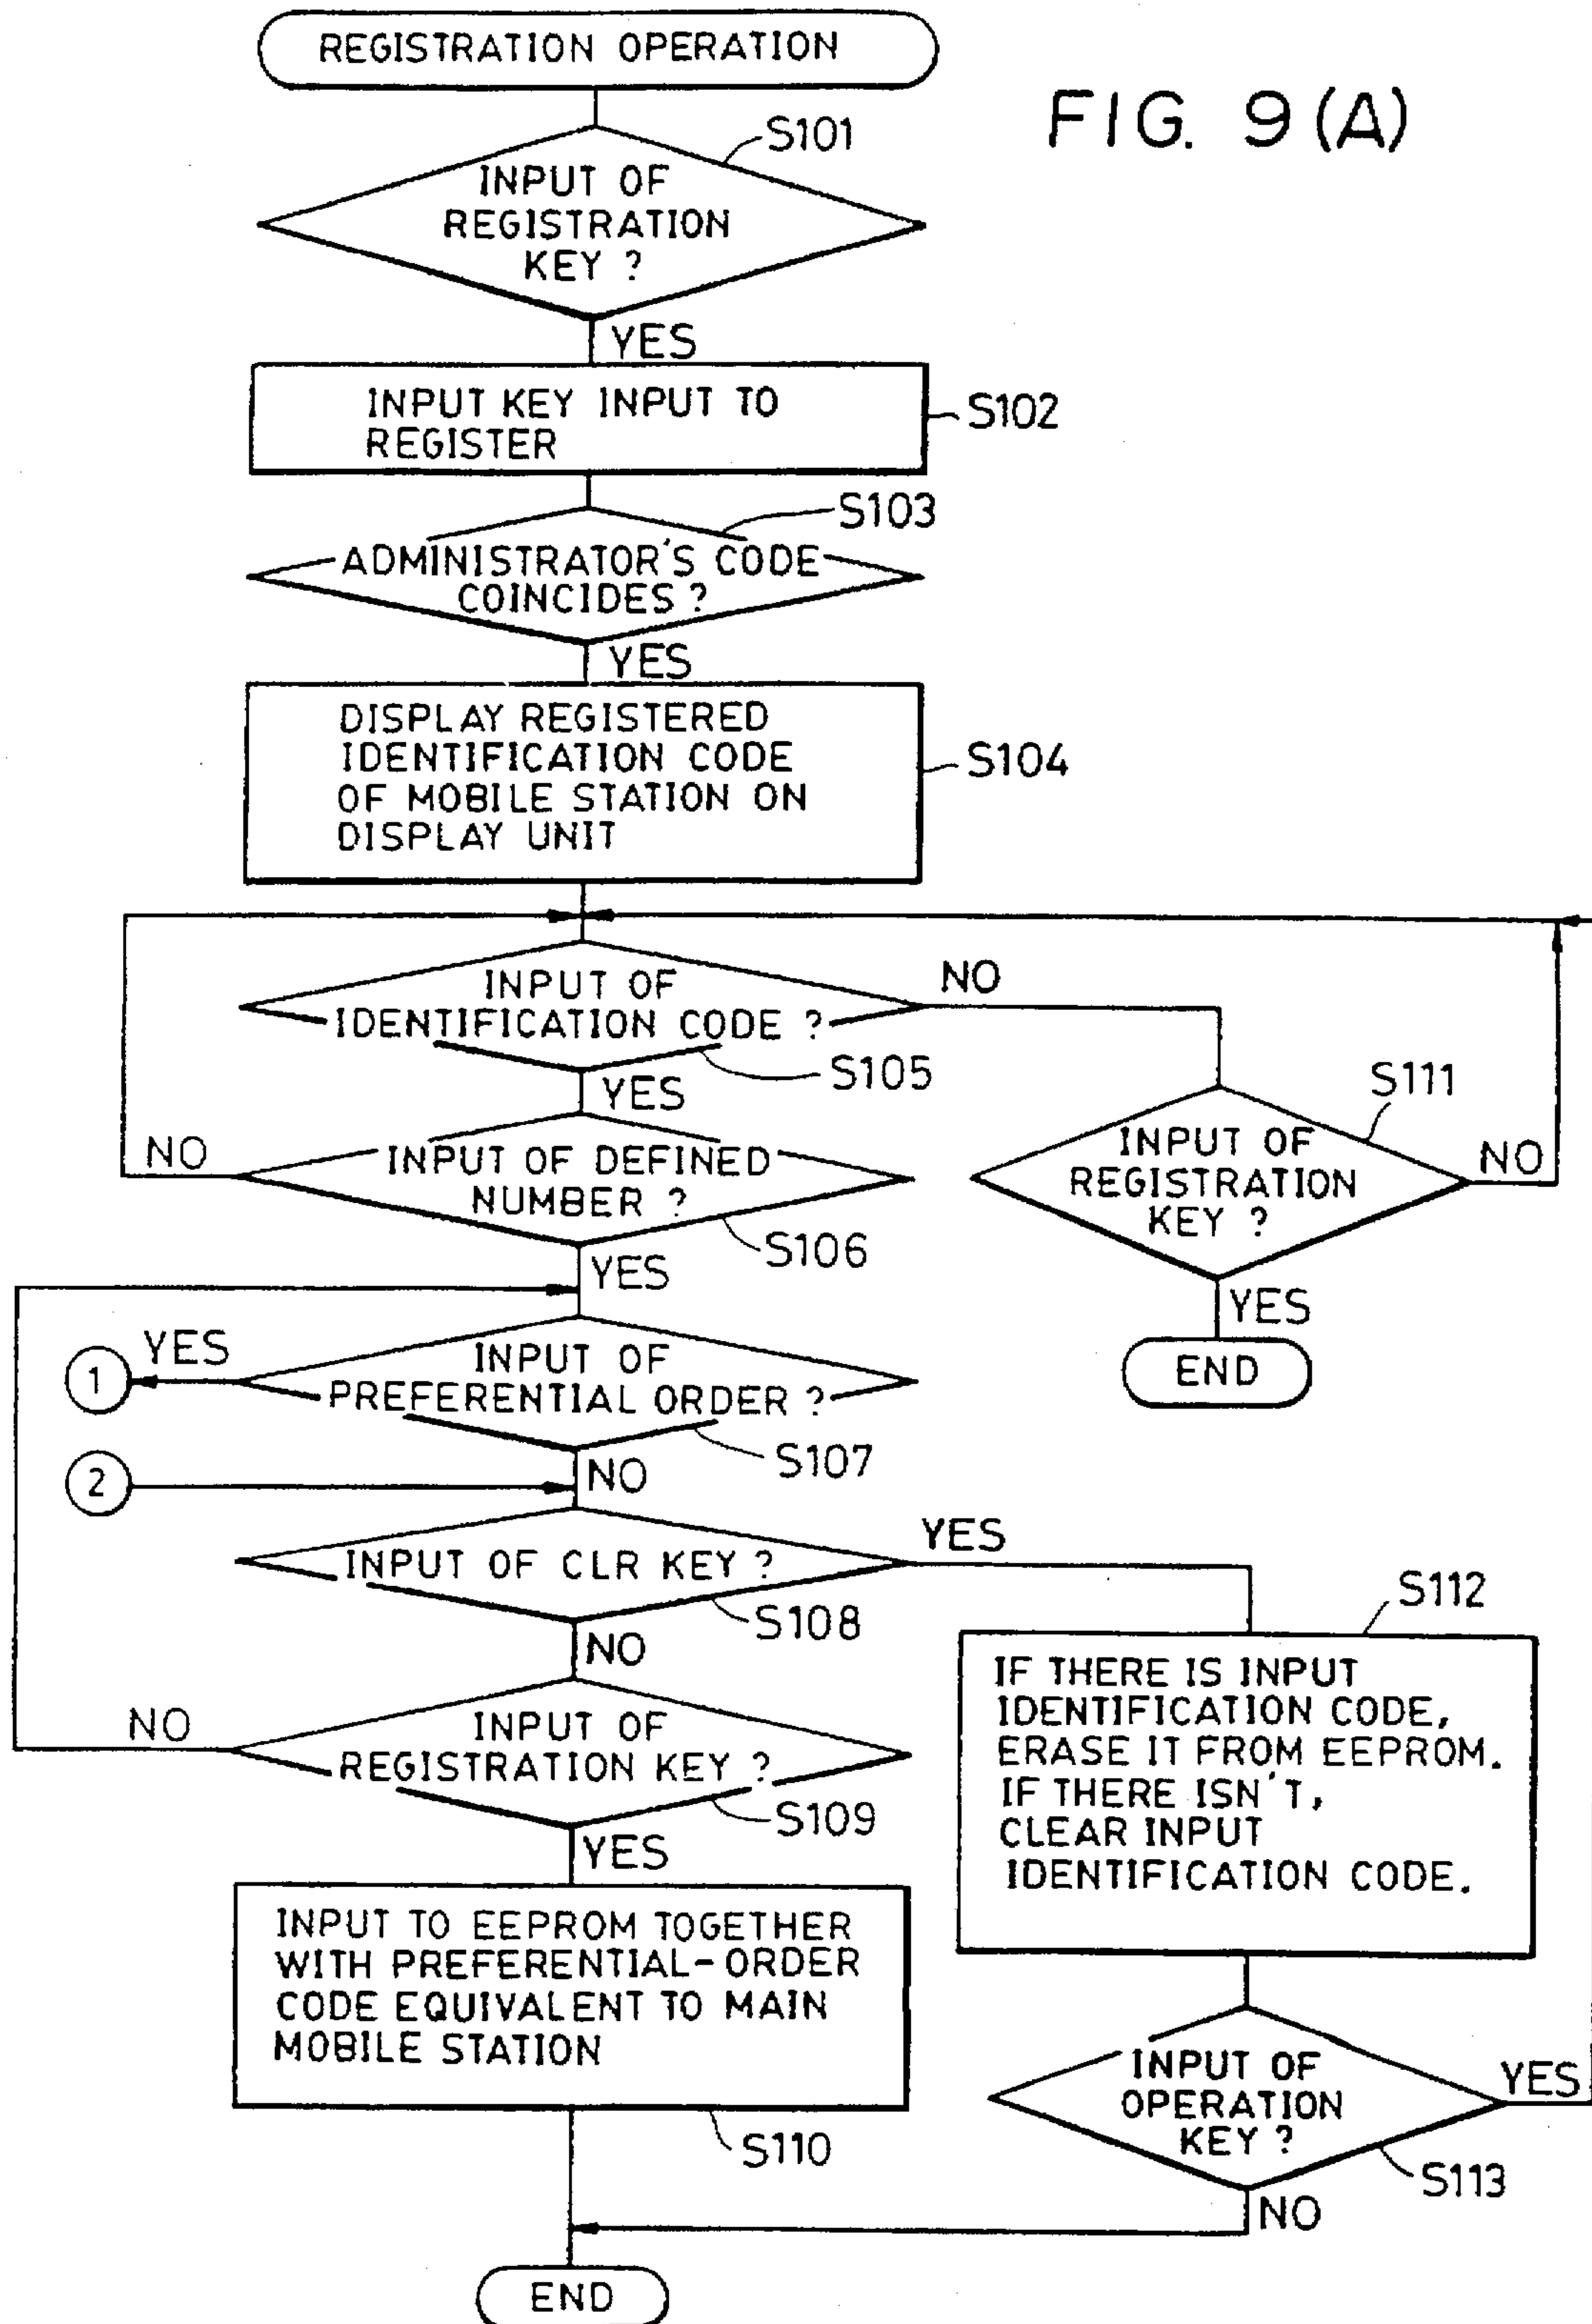 REGISTRATION OPERATION
FIG. 9 (A)
S101
INPUT OF
REGISTRATION
KEY ?
YES
INPUT KEY INPUT TO
REGISTER
S102
S103
ADMINISTRATOR'S CODE
COINCIDES ?
YES
DISPLAY REGISTERED
IDENTIFICATION CODE
OF MOBILE STATION ON
DISPLAY UNIT
S104
INPUT OF
IDENTIFICATION CODE ?
NO
S105
YES
S111
INPUT OF
REGISTRATION
KEY ?
NO
YES
END
NO
INPUT OF DEFINED
NUMBER ?
S106
YES
1
YES
INPUT OF
PREFERENTIAL ORDER ?
S107
NO
2
INPUT OF CLR KEY ?
YES
S108
NO
S112
IF THERE IS INPUT
IDENTIFICATION CODE,
ERASE IT FROM EEPROM.
IF THERE ISN'T,
CLEAR INPUT
IDENTIFICATION CODE.
NO
INPUT OF
REGISTRATION KEY ?
S109
YES
INPUT TO EEPROM TOGETHER
WITH PREFERENTIAL-ORDER
CODE EQUIVALENT TO MAIN
MOBILE STATION
S110
INPUT OF
OPERATION
KEY ?
YES
S113
NO
END